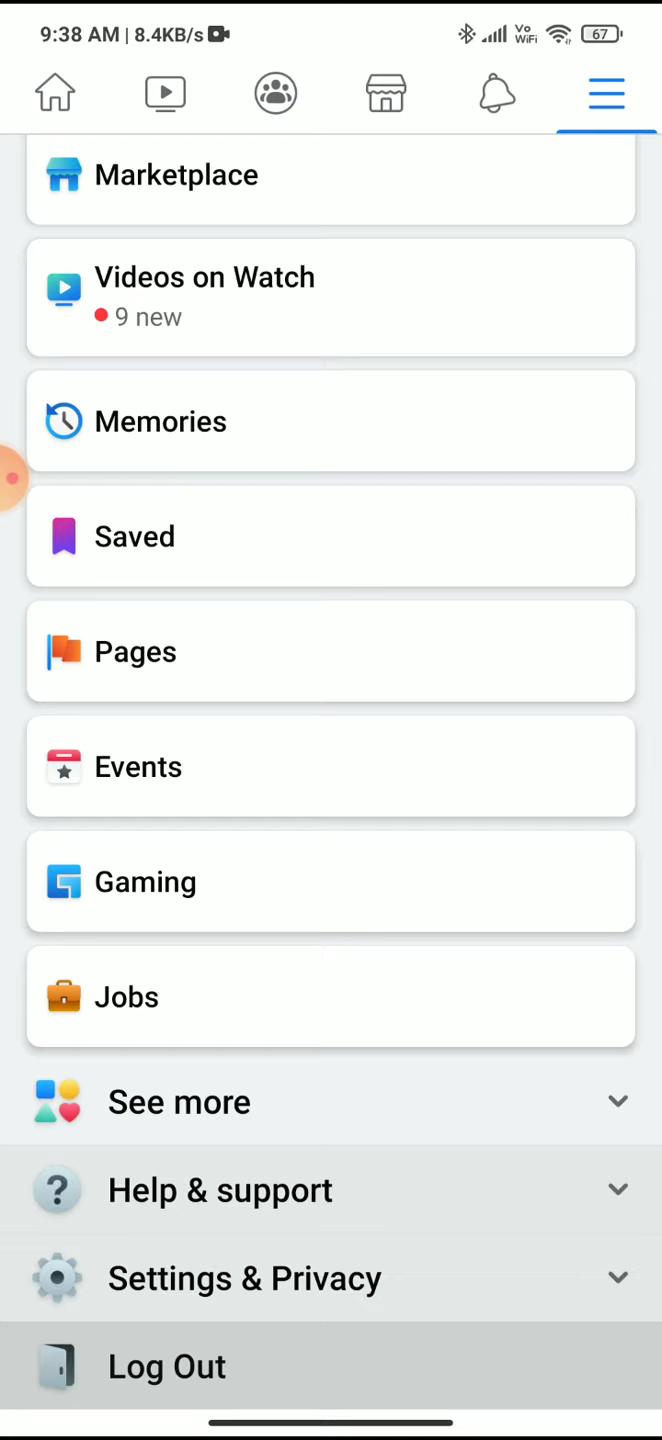 9:38 AM | 8.4KB/s Vo WiFi 67
Marketplace
Videos on Watch
9 new
Memories
Saved
Pages
Events
Gaming
Jobs
See more
Help & support
Settings & Privacy
Log Out